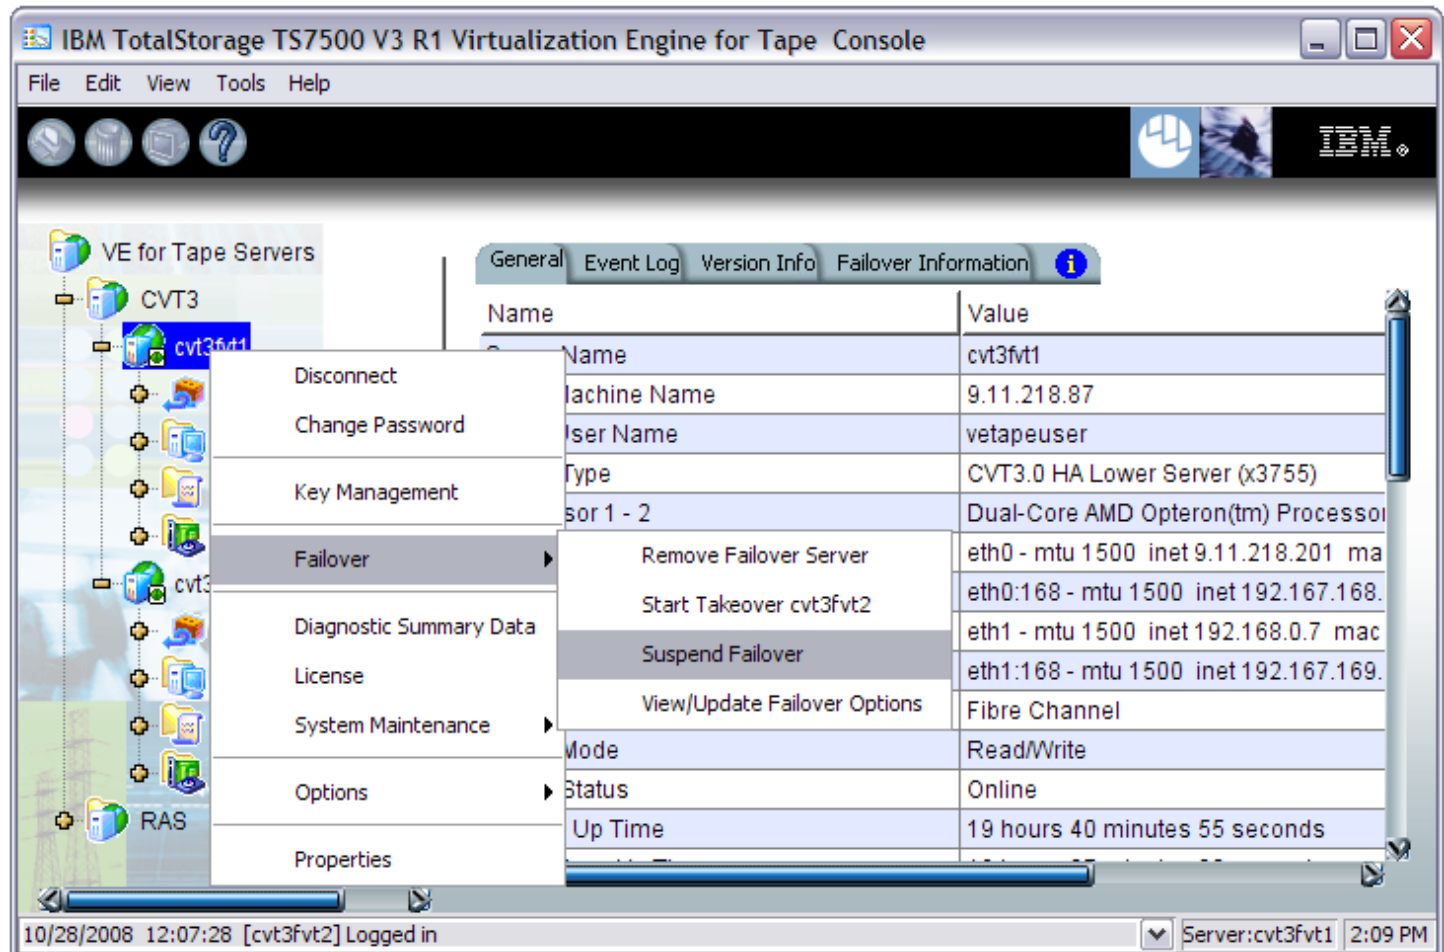 IBM TotalStorage TS7500 V3 R1 Virtualization Engine for Tape Console
File Edit View Tools Help
IBM
VE for Tape Servers
CVT3
cvt3fvt1
cvt3
RAS
Disconnect
Change Password
Key Management
Failover
Diagnostic Summary Data
License
System Maintenance
Options
Properties
Remove Failover Server
Start Takeover cvt3fvt2
Suspend Failover
View/Update Failover Options
General Event Log Version Info Failover Information
Name Value
Name cvt3fvt1
lachine Name 9.11.218.87
ser Name vetapeuser
Type CVT3.0 HA Lower Server (x3755)
sor 1 - 2 Dual-Core AMD Opteron(tm) Processor
eth0 - mtu 1500 inet 9.11.218.201 ma
eth0:168 - mtu 1500 inet 192.167.168.
eth1 - mtu 1500 inet 192.168.0.7 mac
eth1:168 - mtu 1500 inet 192.167.169.
Fibre Channel
Mode Read/Write
Status Online
Up Time 19 hours 40 minutes 55 seconds
10/28/2008 12:07:28 [cvt3fvt2] Logged in
Server:cvt3fvt1 2:09 PM